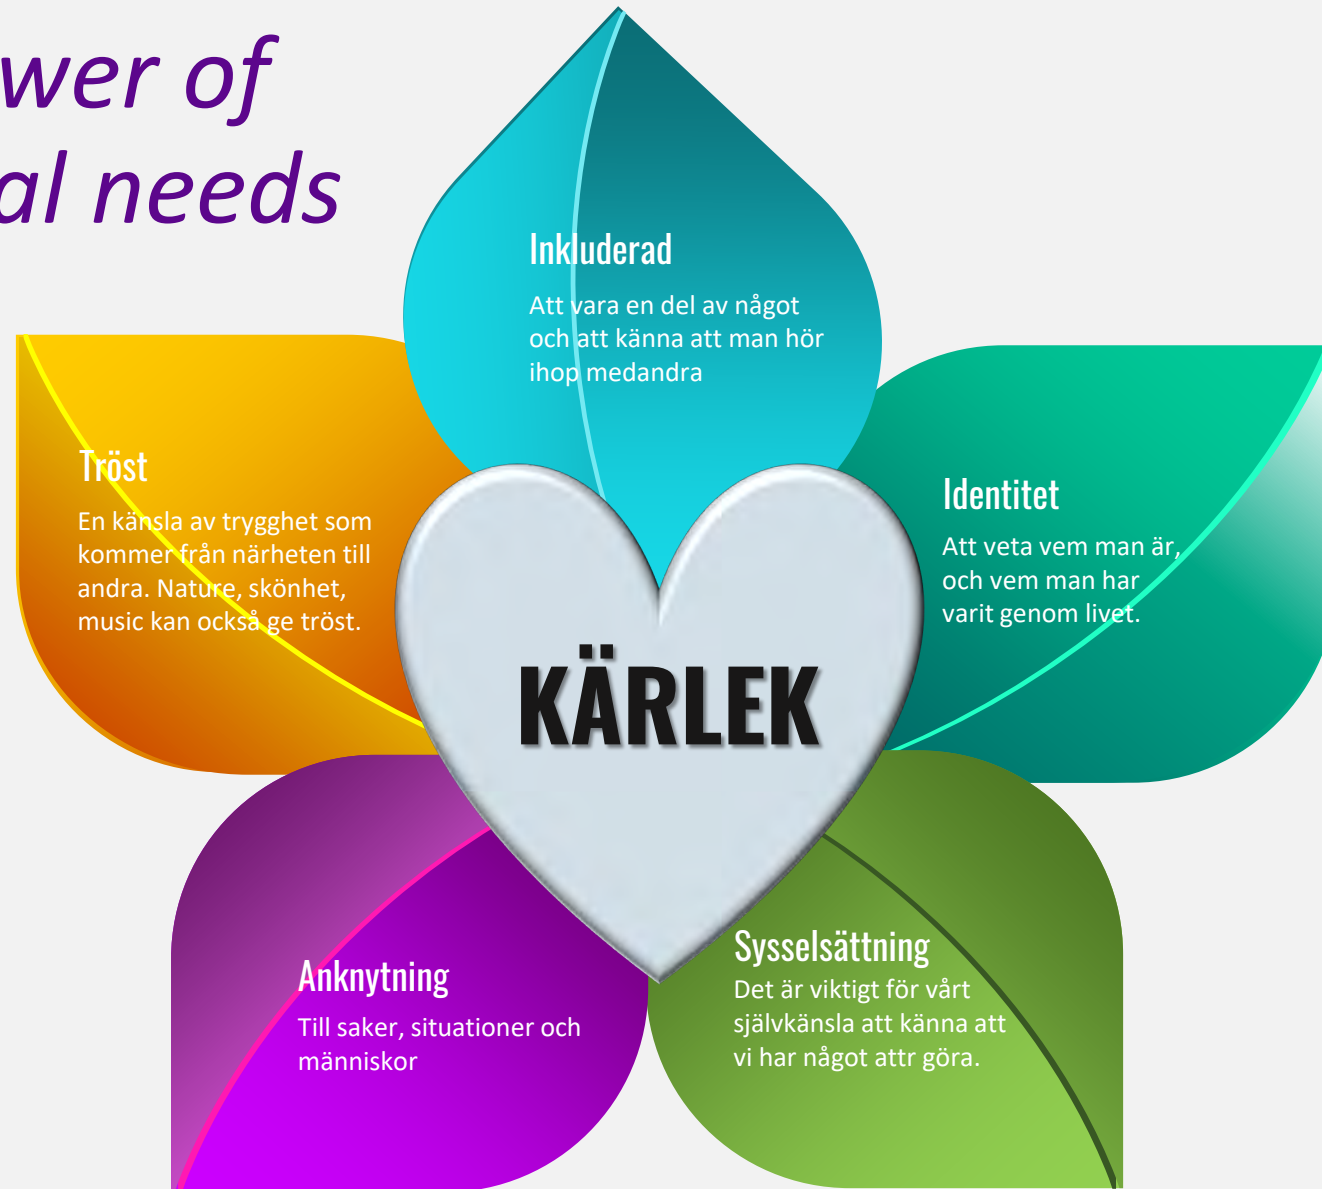 wer of
al needs
Inkluderad
Att vara en del av något
och att känna att man hör
ihop medandra
Tröst
En känsla av trygghet som
kommer från närheten till
andra. Nature, skönhet,
music kan också ge tröst.
Identitet
Att veta vem man är,
och vem man har
varit genom livet.
KÄRLEK
Anknytning
Till saker, situationer och
människor
Sysselsättning
Det är viktigt för vårt
självkänsla att känna att
vi har något attr göra.